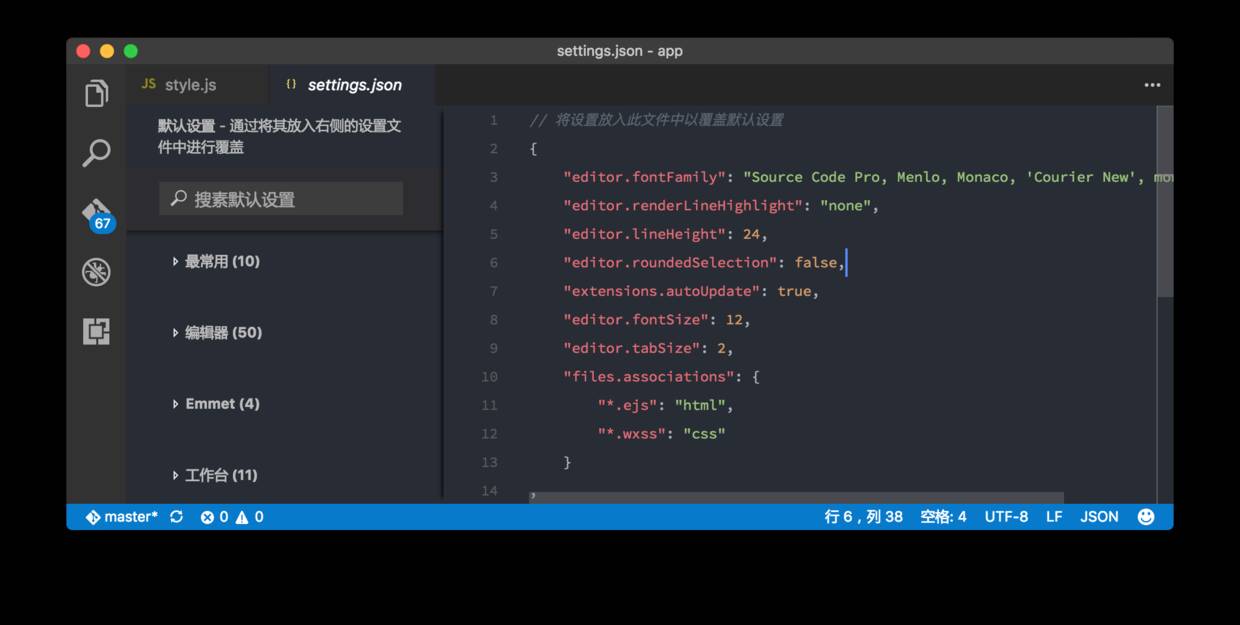 settings.json - app
JS style.js
{} settings.json
...
默认设置 - 通过将其放入右侧的设置文
件中进行覆盖
搜素默认设置
67
最常用 (10)
编辑器 (50)
Emmet (4)
工作台 (11)
1 // 将设置放入此文件中以覆盖默认设置
2 {
3 "editor.fontFamily": "Source Code Pro, Menlo, Monaco, 'Courier New',
4 "editor.renderLineHighlight": "none",
5 "editor.lineHeight": 24,
6 "editor.roundedSelection": false,
7 "extensions.autoUpdate": true,
8 "editor.fontSize": 12,
9 "editor.tabSize": 2,
10 "files.associations": {
11 "*.ejs": "html",
12 "*.wxss": "css"
13 }
14 ,
master* 0 0 行 6，列 38 空格: 4 UTF-8 LF JSON